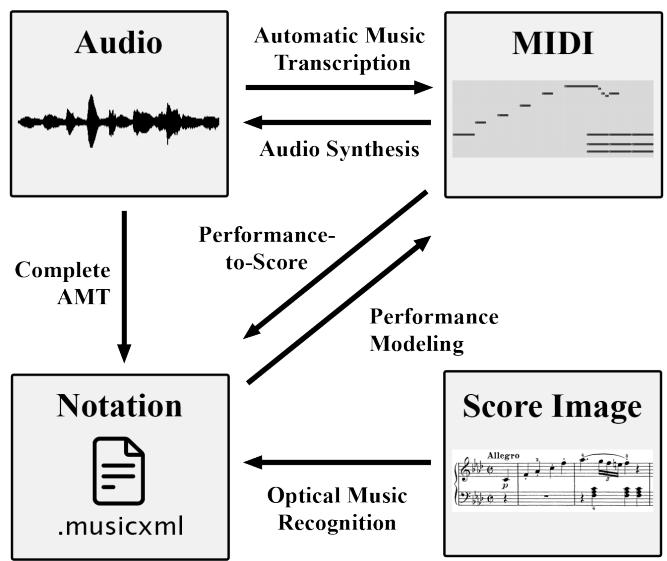 Audio
MIDI
Automatic Music
Transcription
Audio Synthesis
Performance-
to-Score
Complete
AMT
Performance
Modeling
Notation
.musicxml
Score Image
Allegro
p
Optical Music
Recognition